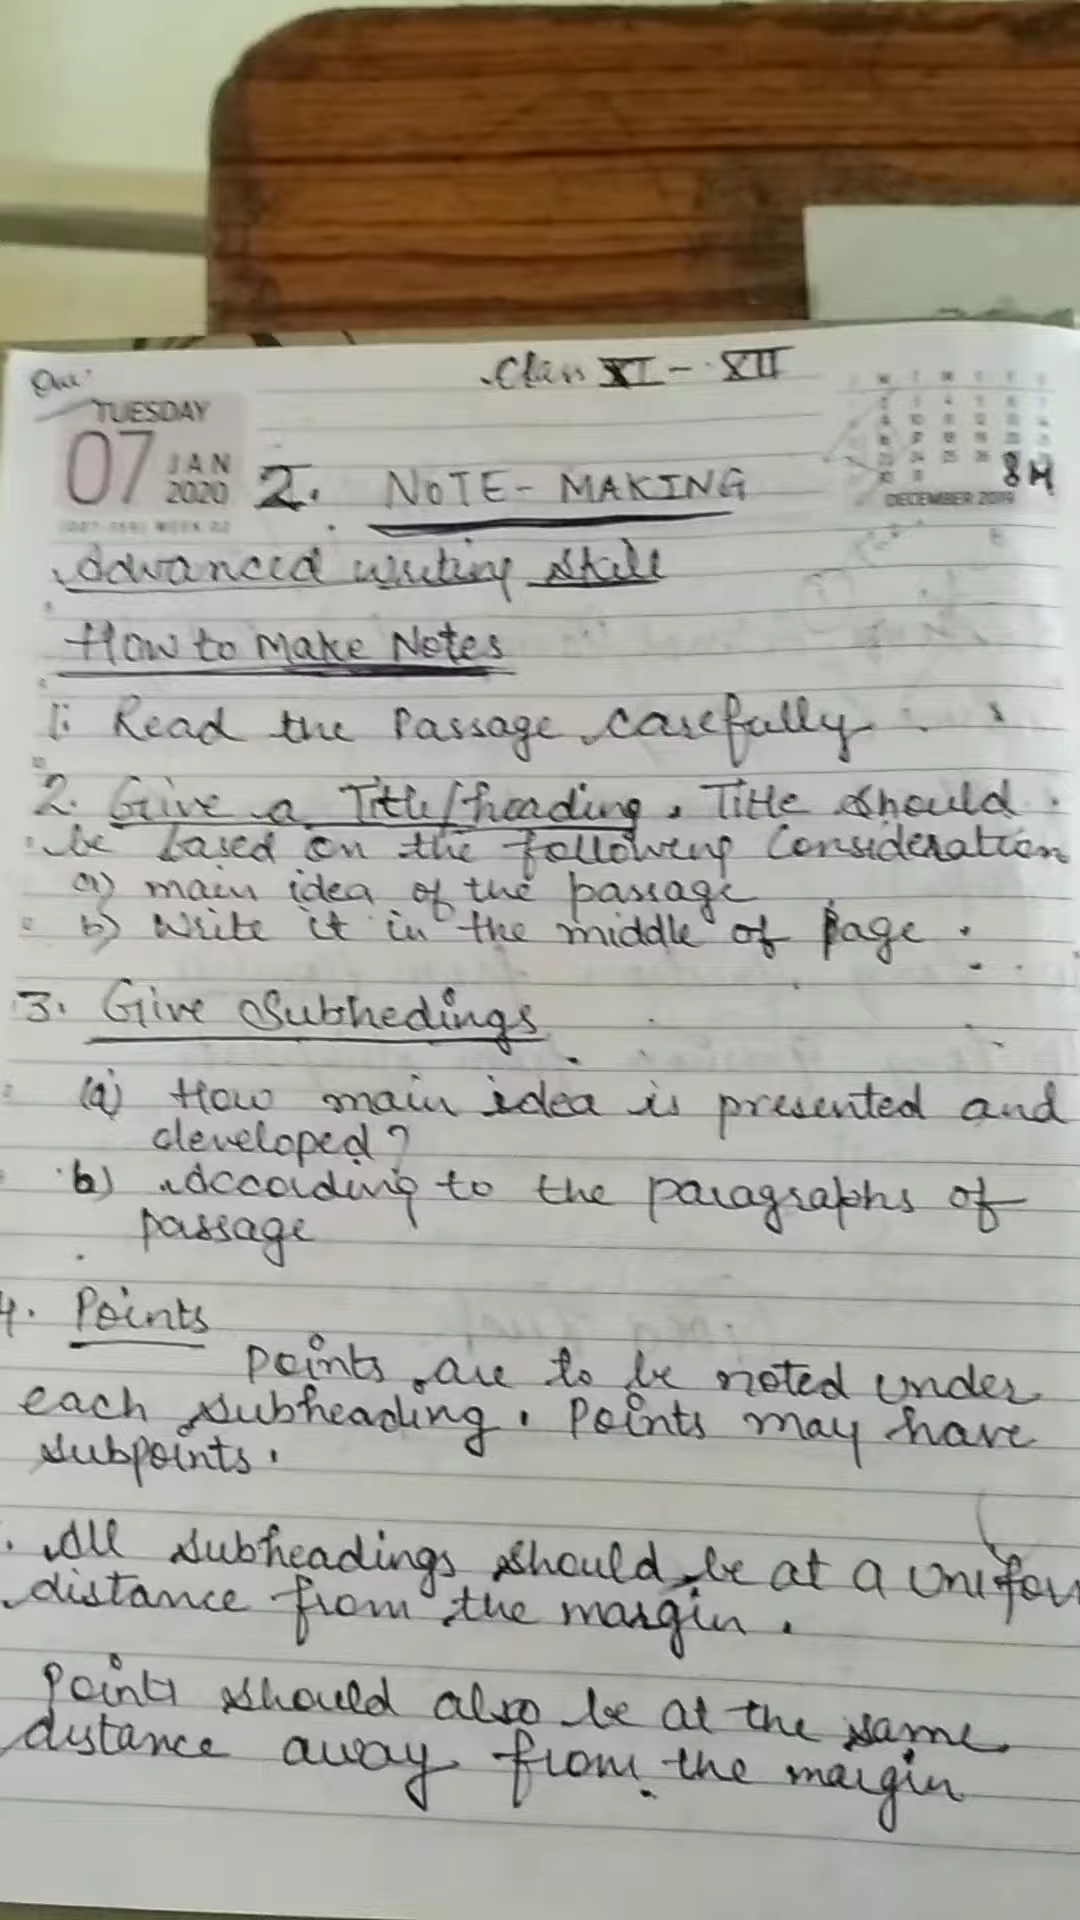 Class XI - XII
TUESDAY
07 JAN
2020
2. NOTE-MAKING
8M
DECEMBER 2019
Advanced writing skill
How to Make Notes
1. Read the Passage carefully.
2. Give a Title/heading. Title should
be based on the following Consideration
a) main idea of the passage
b) Write it in the middle of page.
3. Give Subhedings
(a) How main idea is presented and
developed?
b) According to the paragraphs of
passage
4. Points
Points are to be noted under
each subheading. Points may have
subpoints.
. All subheadings should be at a
distance from the margin.
Points should also be at the same
distance away from the margin